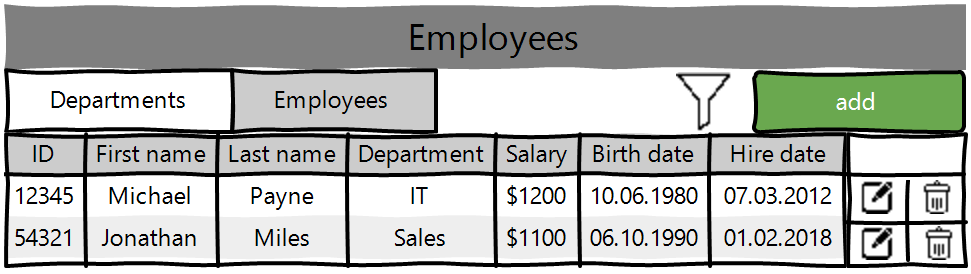 Employees
Departments Employees add
ID First name Last name Department Salary Birth date Hire date
12345 Michael Payne IT $1200 10.06.1980 07.03.2012
54321 Jonathan Miles Sales $1100 06.10.1990 01.02.2018